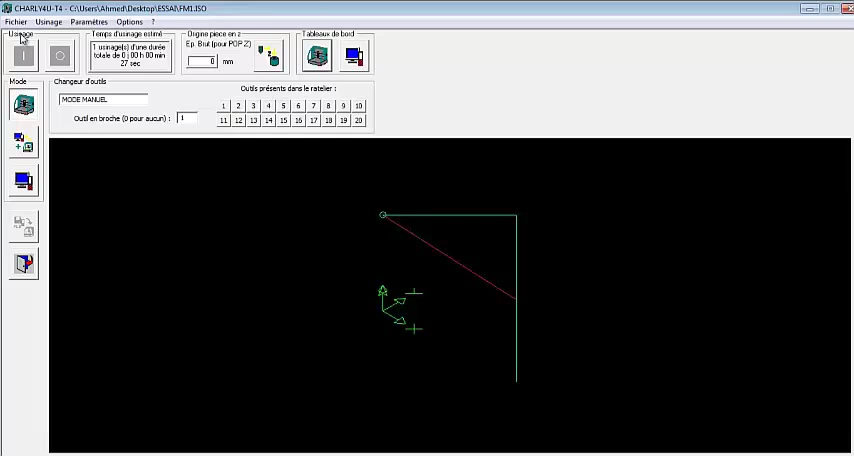 CHARLY4U-T4 - C:\Users\Ahmed\Desktop\ESSAI\FM1.ISO
Fichier Usinage Paramètres Options ?
Usinage
Temps d'usinage estimé
1 usinage(s) d'une durée
totale de 0 j 00 h 00 min
27 sec
Origine piece en z
Ep. Brut (pour POP Z)
0 mm
Tableaux de bord
Mode
Changeur d'outils
MODE MANUEL
Outil en broche (0 pour aucun) : 1
Outils présents dans le ratelier :
1 2 3 4 5 6 7 8 9 10
11 12 13 14 15 16 17 18 19 20